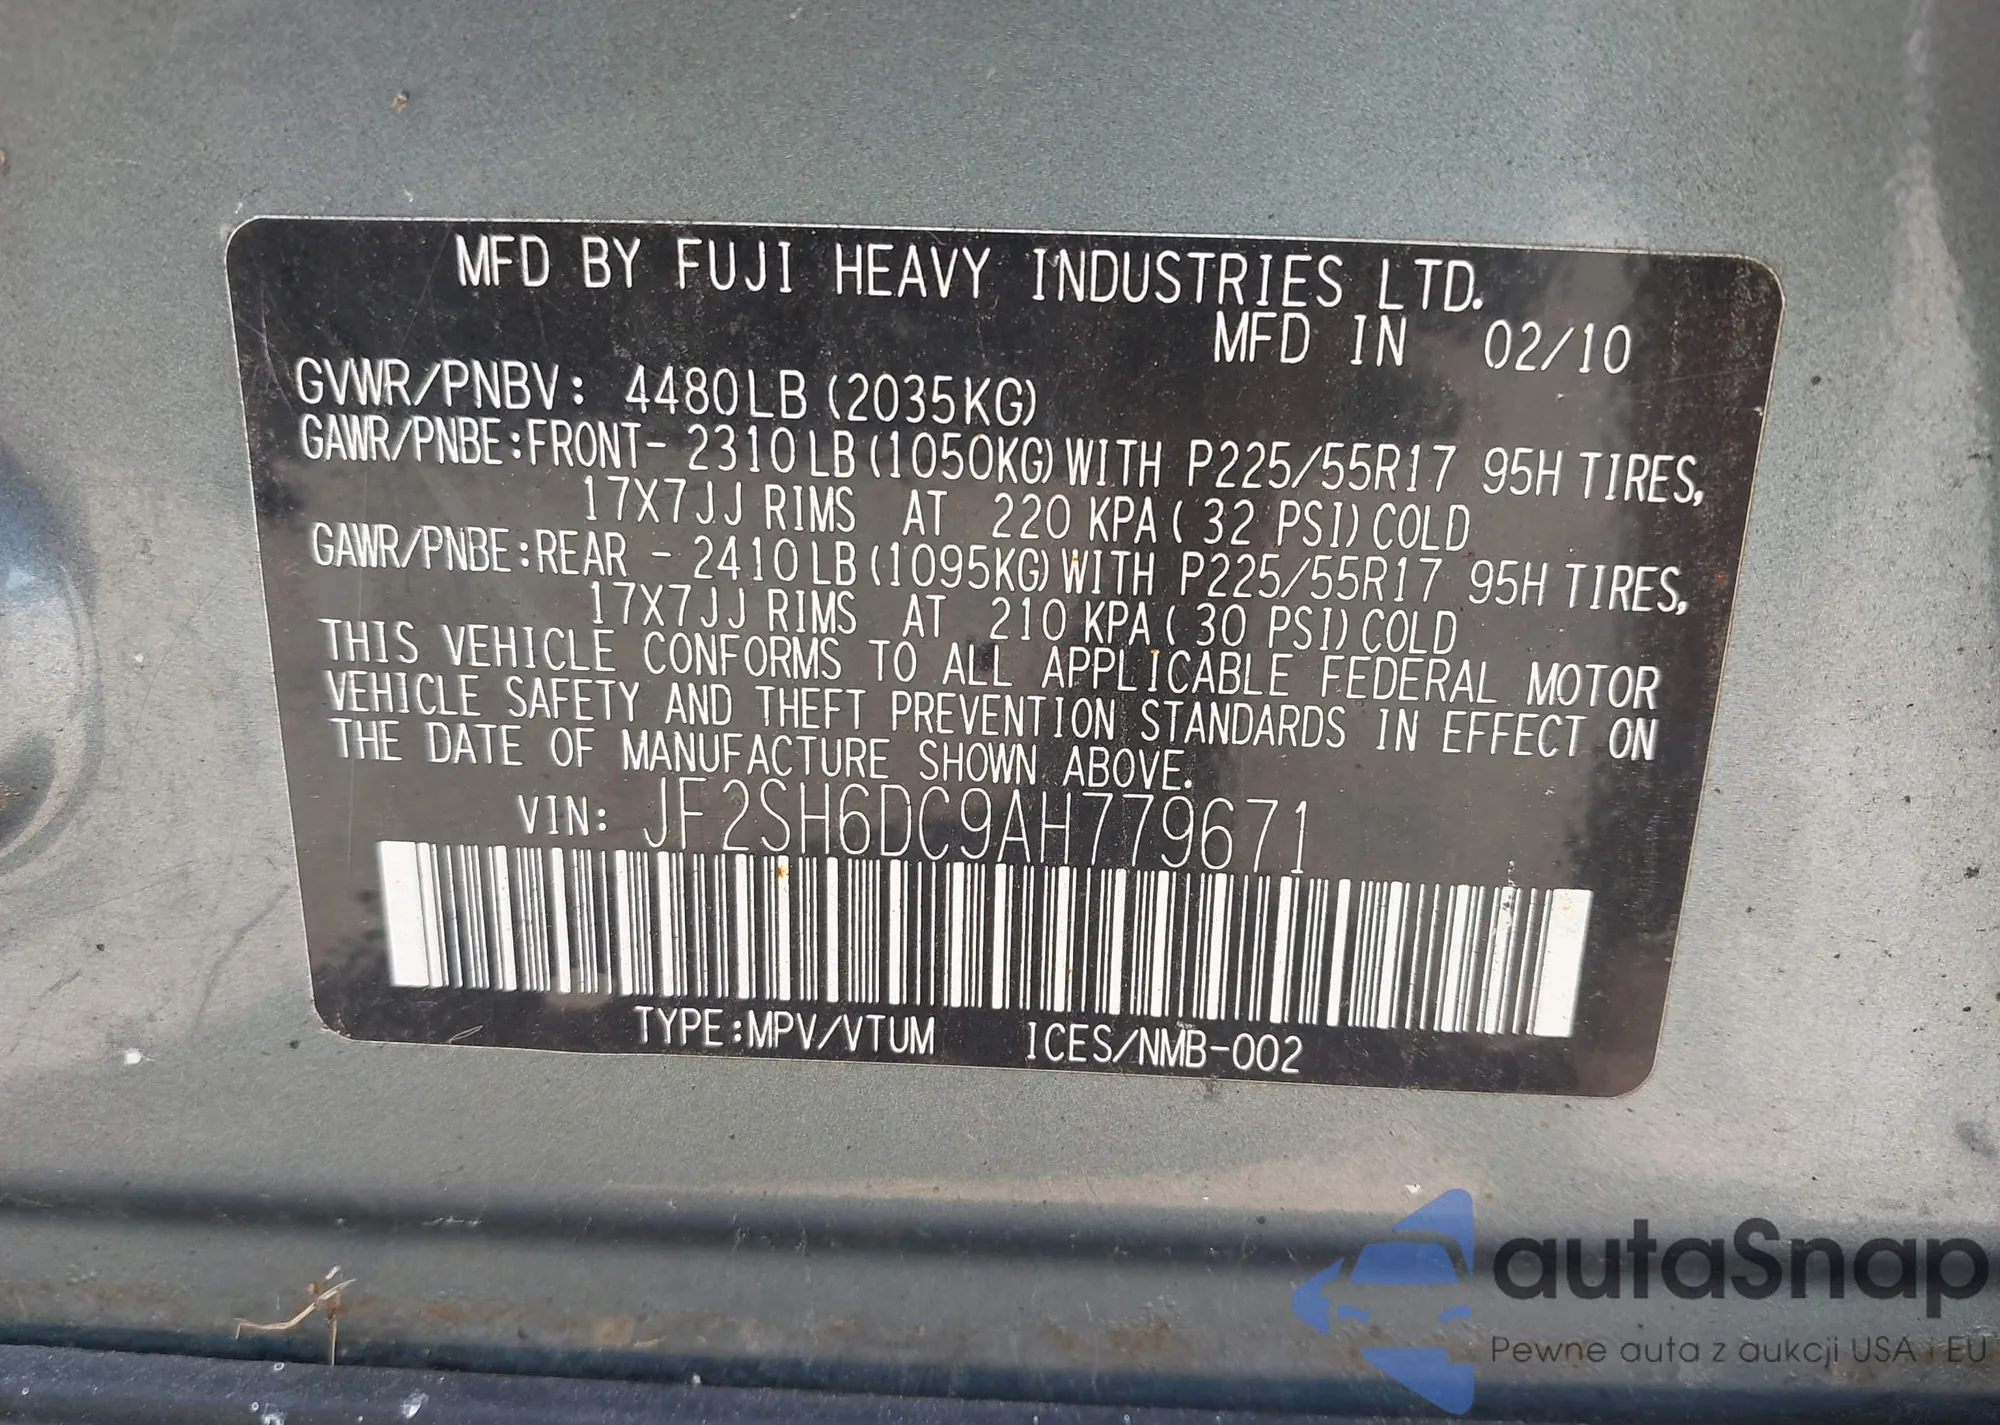 MFD BY FUJI HEAVY INDUSTRIES LTD.
MFD IN 02/10
GVWR/PNBV: 4480LB (2035KG)
GAWR/PNBE:FRONT- 2310LB(1050KG)WITH P225/55R17 95H TIRES,
17X7JJ RIMS AT 220 KPA( 32 PSI)COLD
GAWR/PNBE:REAR - 2410LB(1095KG)WITH P225/55R17 95H TIRES,
17X7JJ RIMS AT 210 KPA( 30 PSI)COLD
THIS VEHICLE CONFORMS TO ALL APPLICABLE FEDERAL MOTOR
VEHICLE SAFETY AND THEFT PREVENTION STANDARDS IN EFFECT ON
THE DATE OF MANUFACTURE SHOWN ABOVE.
VIN: JF2SH6DC9AH779671
TYPE:MPV/VTUM ICES/NMB-002
autaSnap
Pewne auta z aukcji USA i EU